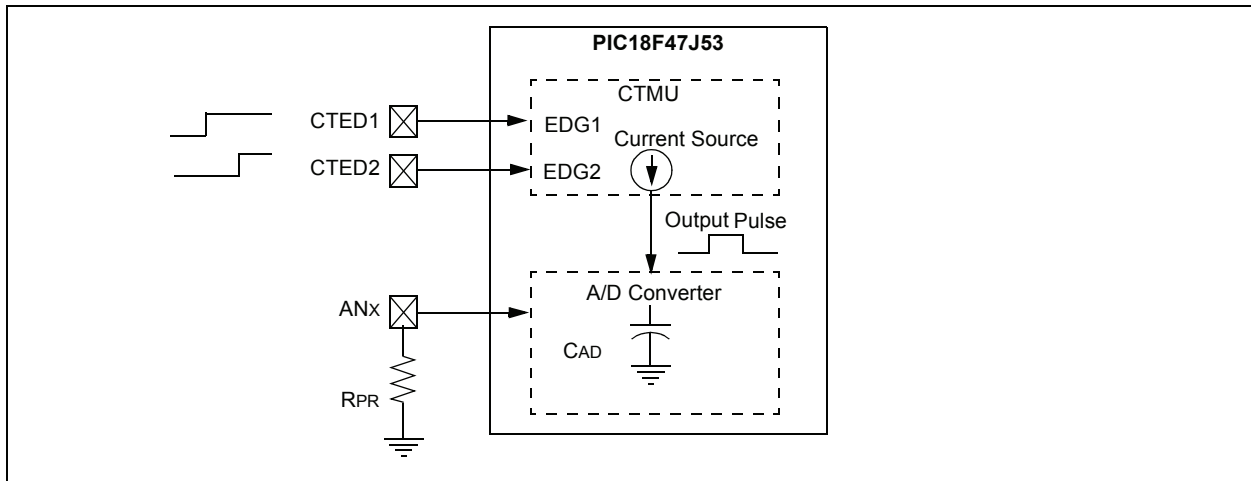 PIC18F47J53
CTMU
CTED1
EDG1
Current Source
CTED2
EDG2
Output Pulse
A/D Converter
ANX
CAD
RPR